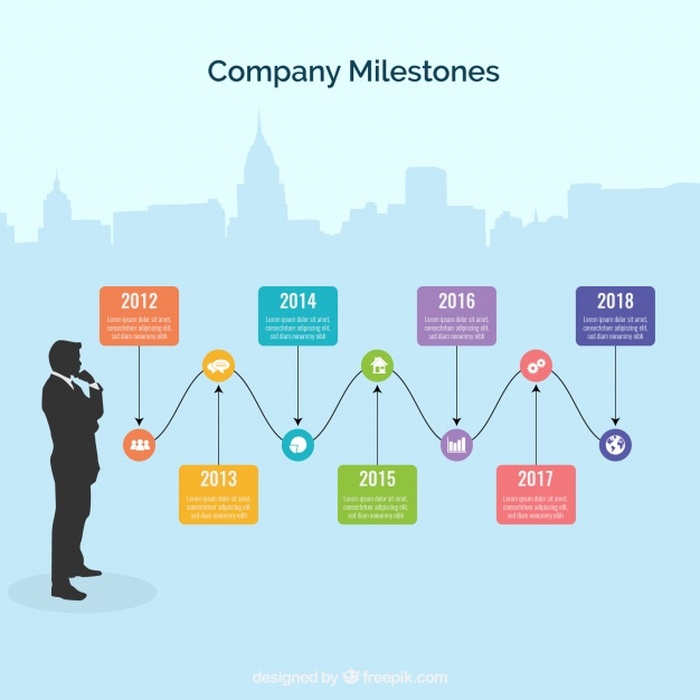 Company Milestones
2012
Lorem ipsum dolor sit amet,
consectetuer adipiscing elit,
sed diam nonummy nibh
2014
Lorem ipsum dolor sit amet,
consectetuer adipiscing elit,
sed diam nonummy nibh
2016
Lorem ipsum dolor sit amet,
consectetuer adipiscing elit,
sed diam nonummy nibh
2018
Lorem ipsum dolor sit amet,
consectetuer adipiscing elit,
sed diam nonummy nibh
2013
Lorem ipsum dolor sit amet,
consectetuer adipiscing elit,
sed diam nonummy nibh
2015
Lorem ipsum dolor sit amet,
consectetuer adipiscing elit,
sed diam nonummy nibh
2017
Lorem ipsum dolor sit amet,
consectetuer adipiscing elit,
sed diam nonummy nibh
designed by freepik.com